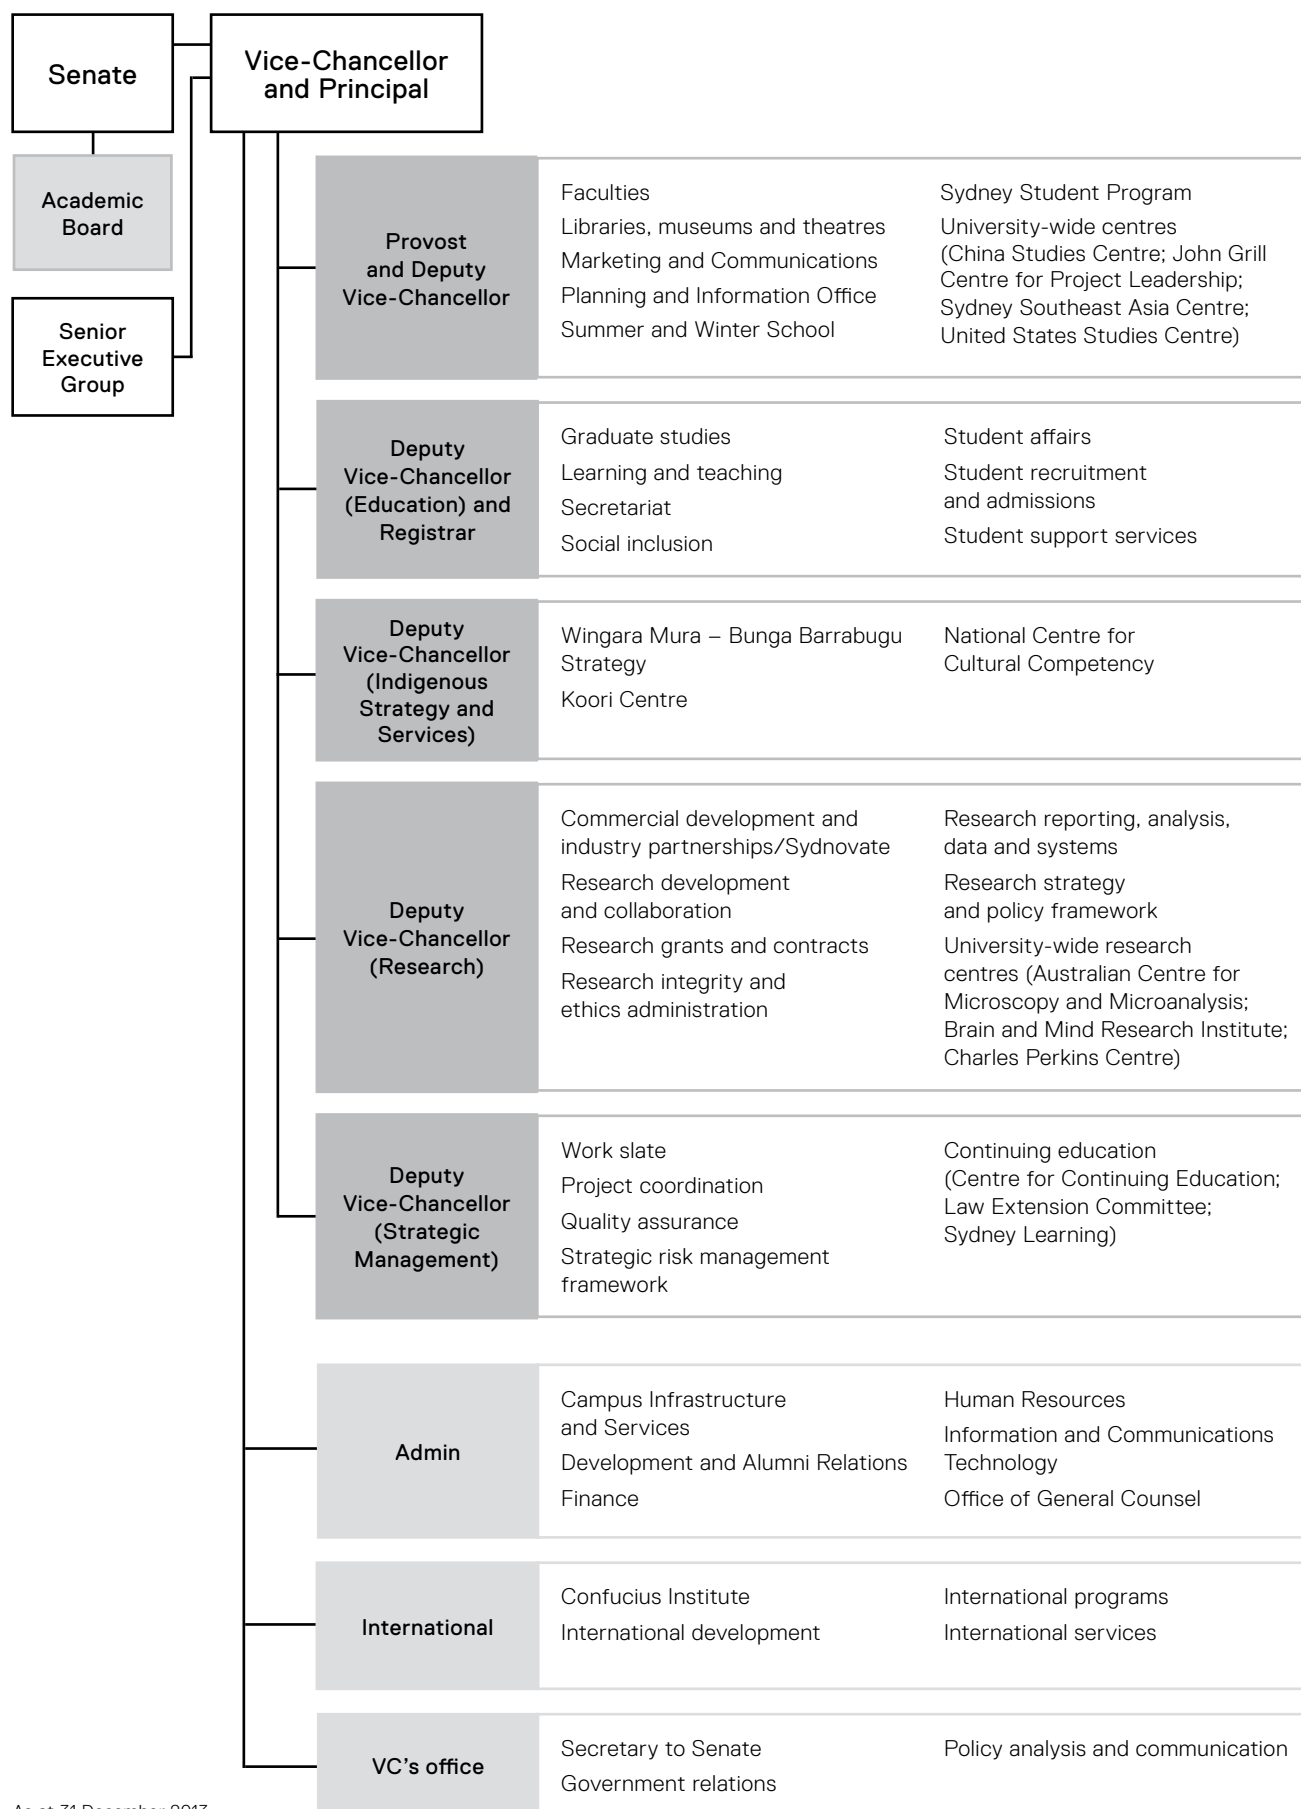 Senate
Vice-Chancellor
and Principal
Academic
Board
Senior
Executive
Group
Provost
and Deputy
Vice-Chancellor
Faculties
Libraries, museums and theatres
Marketing and Communications
Planning and Information Office
Summer and Winter School
Sydney Student Program
University-wide centres
(China Studies Centre; John Grill
Centre for Project Leadership;
Sydney Southeast Asia Centre;
United States Studies Centre)
Deputy
Vice-Chancellor
(Education) and
Registrar
Graduate studies
Learning and teaching
Secretariat
Social inclusion
Student affairs
Student recruitment
and admissions
Student support services
Deputy
Vice-Chancellor
(Indigenous
Strategy and
Services)
Wingara Mura – Bunga Barrabugu
Strategy
Koori Centre
National Centre for
Cultural Competency
Deputy
Vice-Chancellor
(Research)
Commercial development and
industry partnerships/Sydnovate
Research development
and collaboration
Research grants and contracts
Research integrity and
ethics administration
Research reporting, analysis,
data and systems
Research strategy
and policy framework
University-wide research
centres (Australian Centre for
Microscopy and Microanalysis;
Brain and Mind Research Institute;
Charles Perkins Centre)
Deputy
Vice-Chancellor
(Strategic
Management)
Work slate
Project coordination
Quality assurance
Strategic risk management
framework
Continuing education
(Centre for Continuing Education;
Law Extension Committee;
Sydney Learning)
Admin
Campus Infrastructure
and Services
Development and Alumni Relations
Finance
Human Resources
Information and Communications
Technology
Office of General Counsel
International
Confucius Institute
International development
International programs
International services
VC's office
Secretary to Senate
Government relations
Policy analysis and communication
As at 31 December 2013